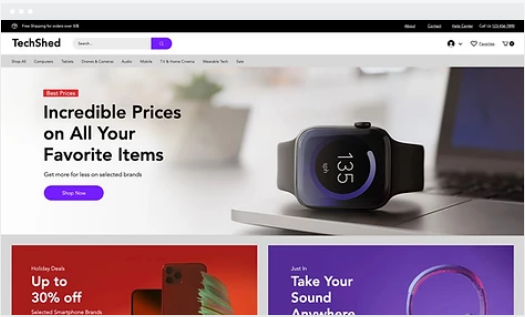 Free Shipping for orders over 50$
About Contact Help Center Call Us 123-456-7890
TechShed
Search...
Favorites
0
Shop All Computers Tablets Drones & Cameras Audio Mobile TV & Home Cinema Wearable Tech Sale
Best Prices
Incredible Prices
on All Your
Favorite Items
Get more for less on selected brands
Shop Now
135
Holiday Deals
Up to
30% off
Selected Smartphone Brands
Just In
Take Your
Sound
Anywhere